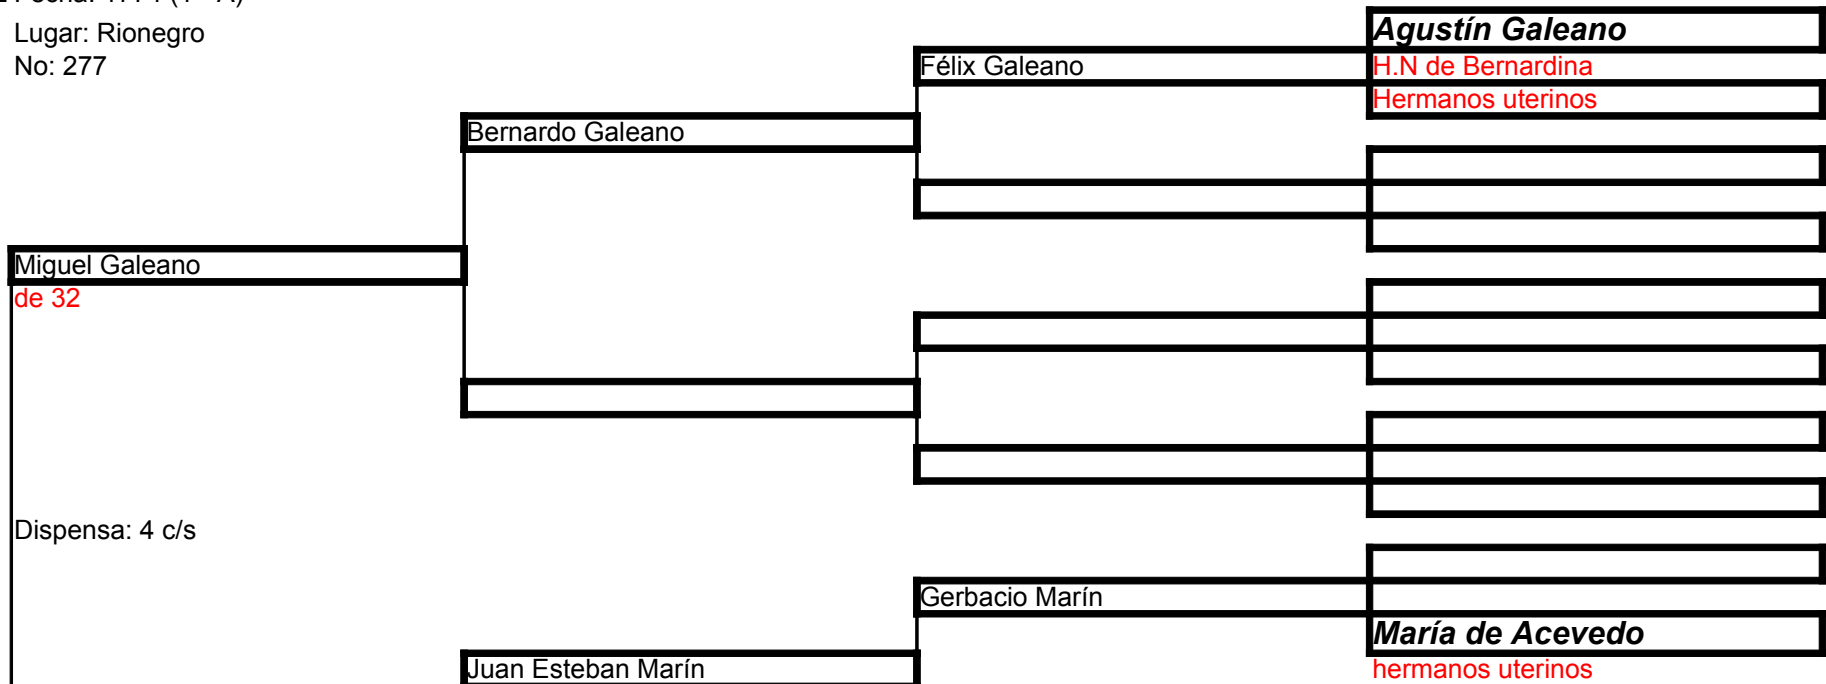 Lugar: Rionegro
No: 277
Agustín Galeano
Félix Galeano
H.N de Bernardina
Hermanos uterinos
Bernardo Galeano
Miguel Galeano
de 32
Dispensa: 4 c/s
Gerbacio Marín
María de Acevedo
Juan Esteban Marín
hermanos uterinos